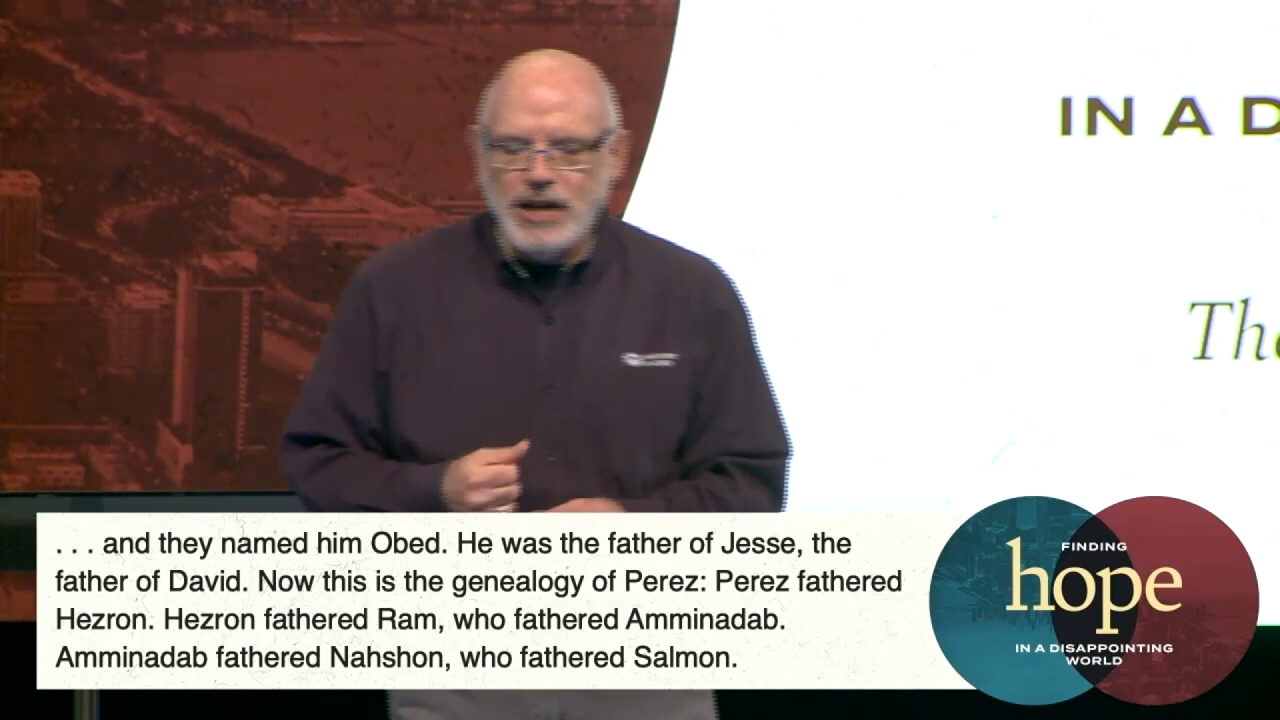 IN A D
The
. . . and they named him Obed. He was the father of Jesse, the
father of David. Now this is the genealogy of Perez: Perez fathered
Hezron. Hezron fathered Ram, who fathered Amminadab.
Amminadab fathered Nahshon, who fathered Salmon.
FINDING
hope
IN A DISAPPOINTING
WORLD